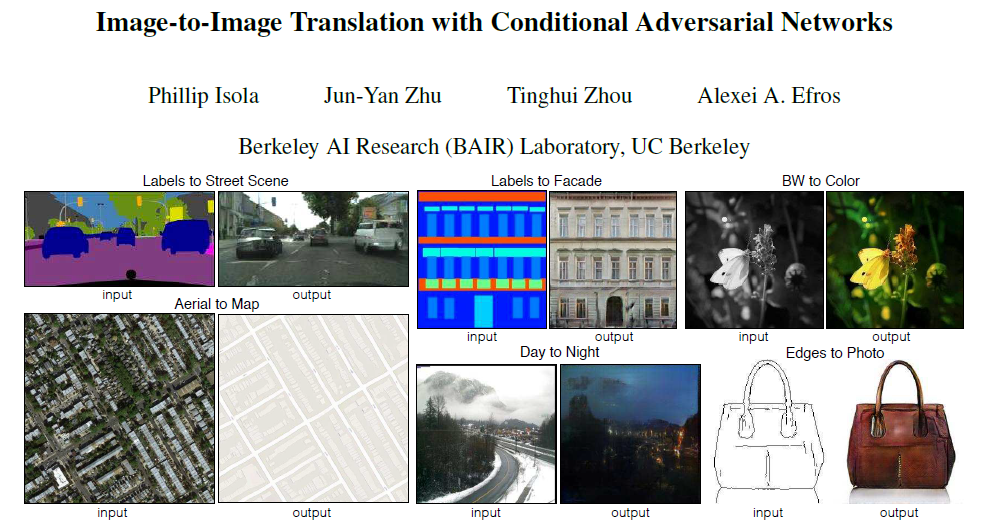 Image-to-Image Translation with Conditional Adversarial Networks
Phillip Isola Jun-Yan Zhu Tinghui Zhou Alexei A. Efros
Berkeley AI Research (BAIR) Laboratory, UC Berkeley
Labels to Street Scene
input output
Aerial to Map
input output
Labels to Facade
input output
Day to Night
input output
BW to Color
input output
Edges to Photo
input output